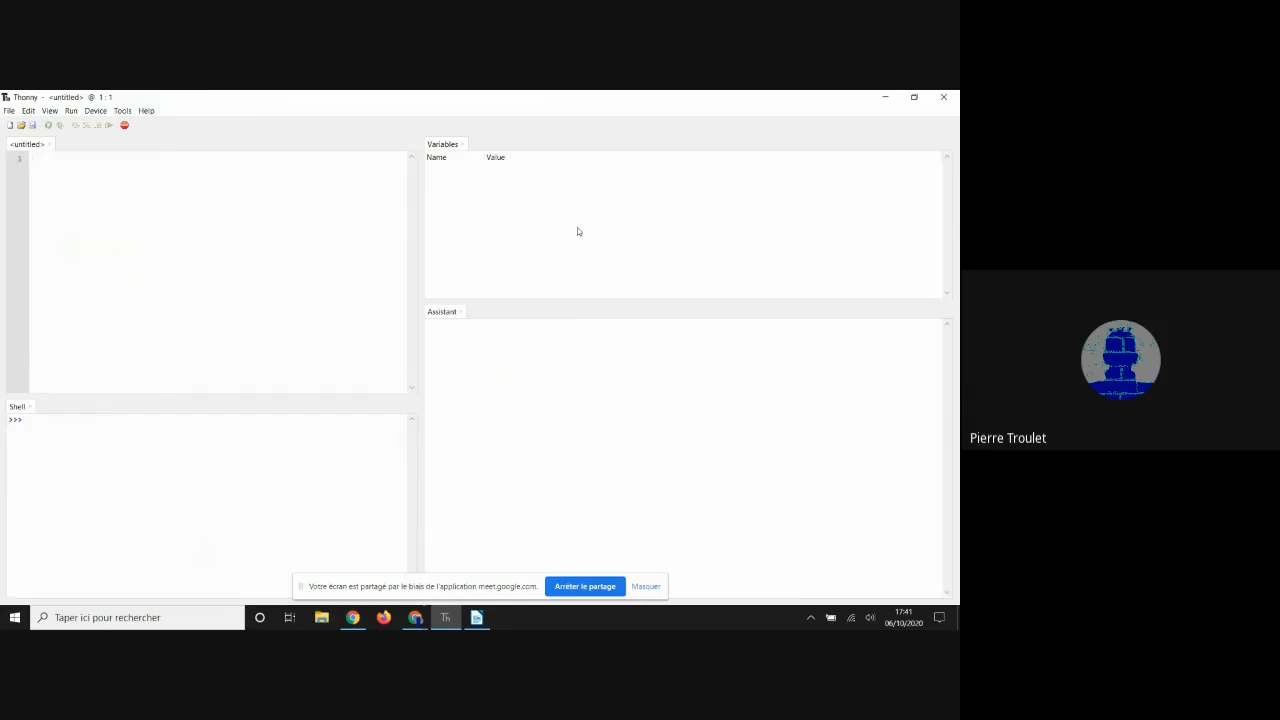 Thonny - <untitled> @ 1 : 1
File Edit View Run Device Tools Help
<untitled>
1
Variables
Name Value
Assistant
Shell
>>>
Votre écran est partagé par le biais de l'application meet.google.com. Arrêter le partage Masquer
Taper ici pour rechercher
Th
17:41
06/10/2020
Pierre Troulet